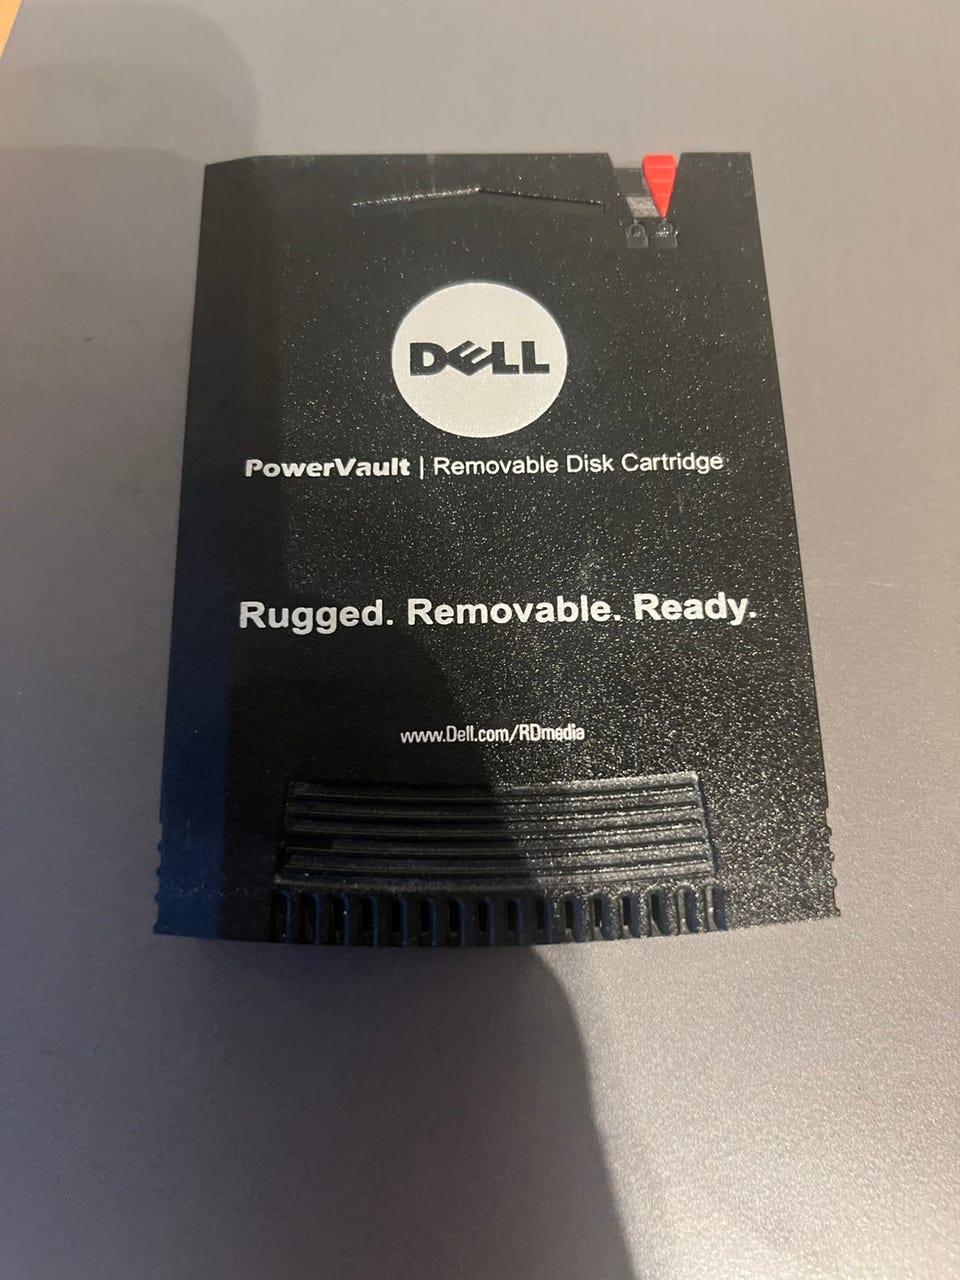 DELL
PowerVault | Removable Disk Cartridge
Rugged. Removable. Ready.
www.Dell.com/RDmedia